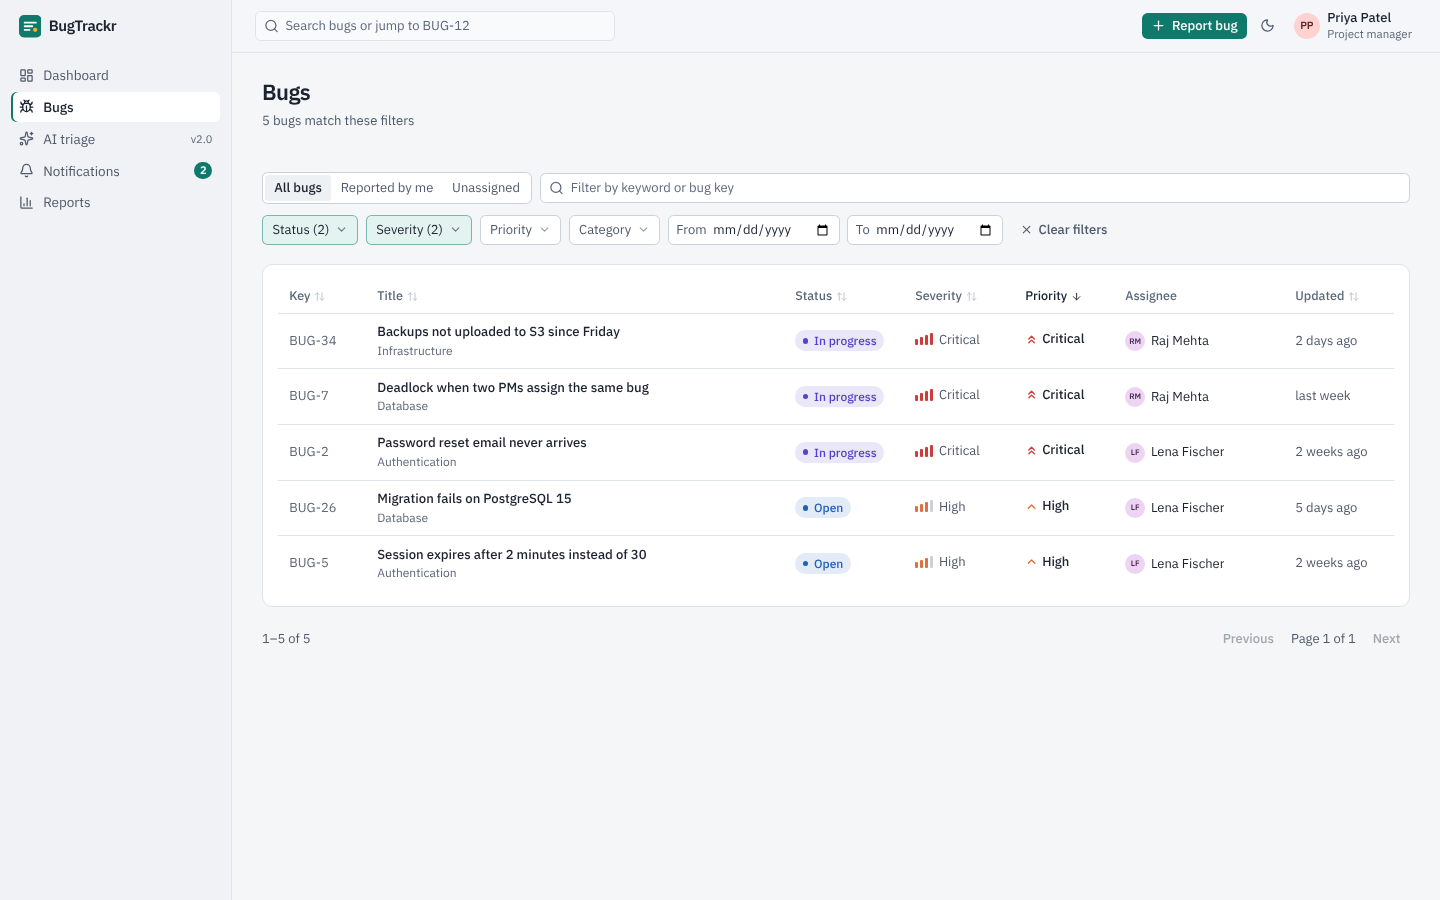 BugTrackr
Search bugs or jump to BUG-12
Report bug
PP
Priya Patel
Project manager
Dashboard
Bugs
AI triage v2.0
Notifications 2
Reports
Bugs
5 bugs match these filters
All bugs Reported by me Unassigned
Filter by keyword or bug key
Status (2) Severity (2) Priority Category From mm/dd/yyyy To mm/dd/yyyy Clear filters
Key Title Status Severity Priority Assignee Updated
BUG-34 Backups not uploaded to S3 since Friday In progress Critical Critical RM Raj Mehta 2 days ago
Infrastructure
BUG-7 Deadlock when two PMs assign the same bug In progress Critical Critical RM Raj Mehta last week
Database
BUG-2 Password reset email never arrives In progress Critical Critical LF Lena Fischer 2 weeks ago
Authentication
BUG-26 Migration fails on PostgreSQL 15 Open High High LF Lena Fischer 5 days ago
Database
BUG-5 Session expires after 2 minutes instead of 30 Open High High LF Lena Fischer 2 weeks ago
Authentication
1–5 of 5 Previous Page 1 of 1 Next